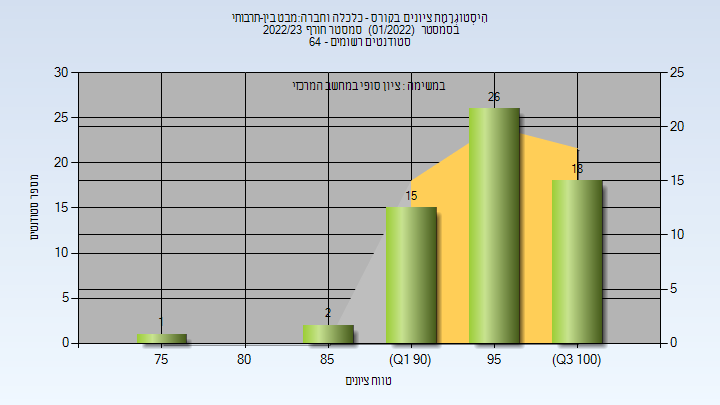 היסטוגרמת ציונים בקורס - כלכלה וחברה:מבט בין-תרבותי
בסמסטר (01/2022) סמסטר חורף 2022/23
סטודנטים רשומים - 64
במשימה : ציון סופי במחשב המרכזי
30
25
20
15
10
5
0
25
20
15
10
5
0
1
2
15
26
18
75
80
85
(Q1 90)
95
(Q3 100)
מספר סטודנטים
טווח ציונים